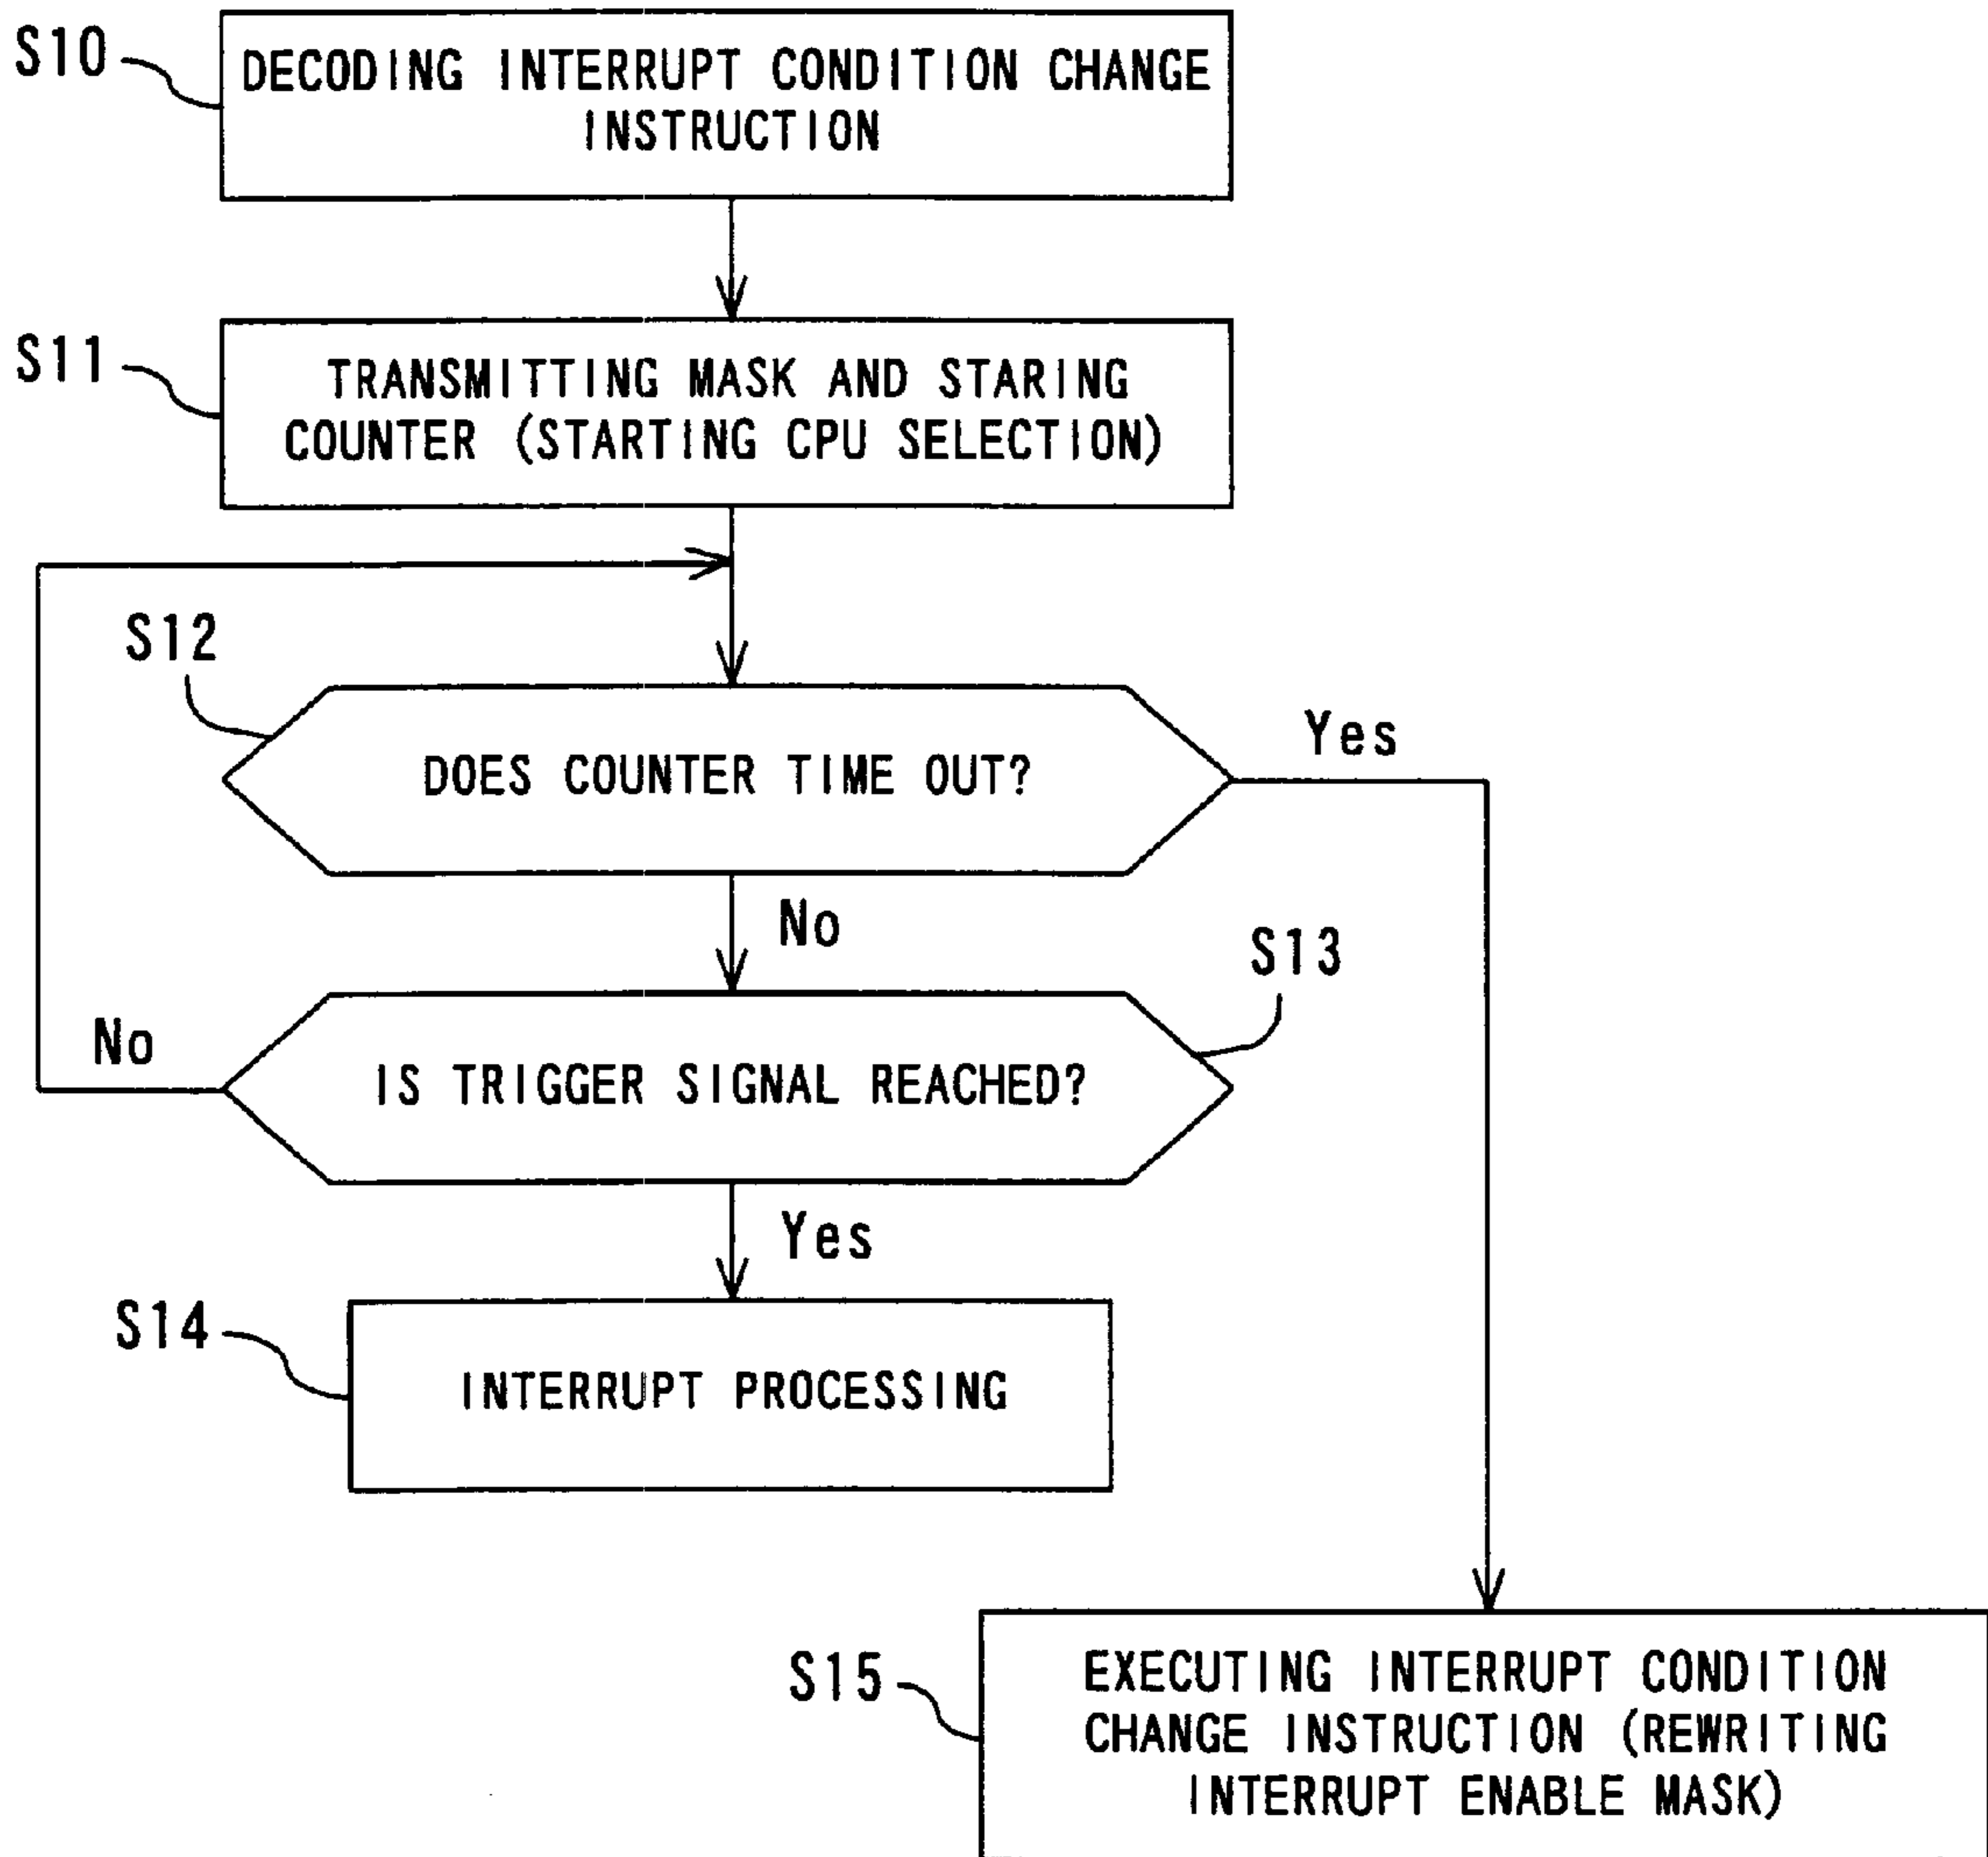 S10
DECODING INTERRUPT CONDITION CHANGE
INSTRUCTION
S11
TRANSMITTING MASK AND STARING
COUNTER (STARTING CPU SELECTION)
S12
DOES COUNTER TIME OUT?
Yes
No
S13
IS TRIGGER SIGNAL REACHED?
No
Yes
S14
INTERRUPT PROCESSING
S15
EXECUTING INTERRUPT CONDITION
CHANGE INSTRUCTION (REWRITING
INTERRUPT ENABLE MASK)